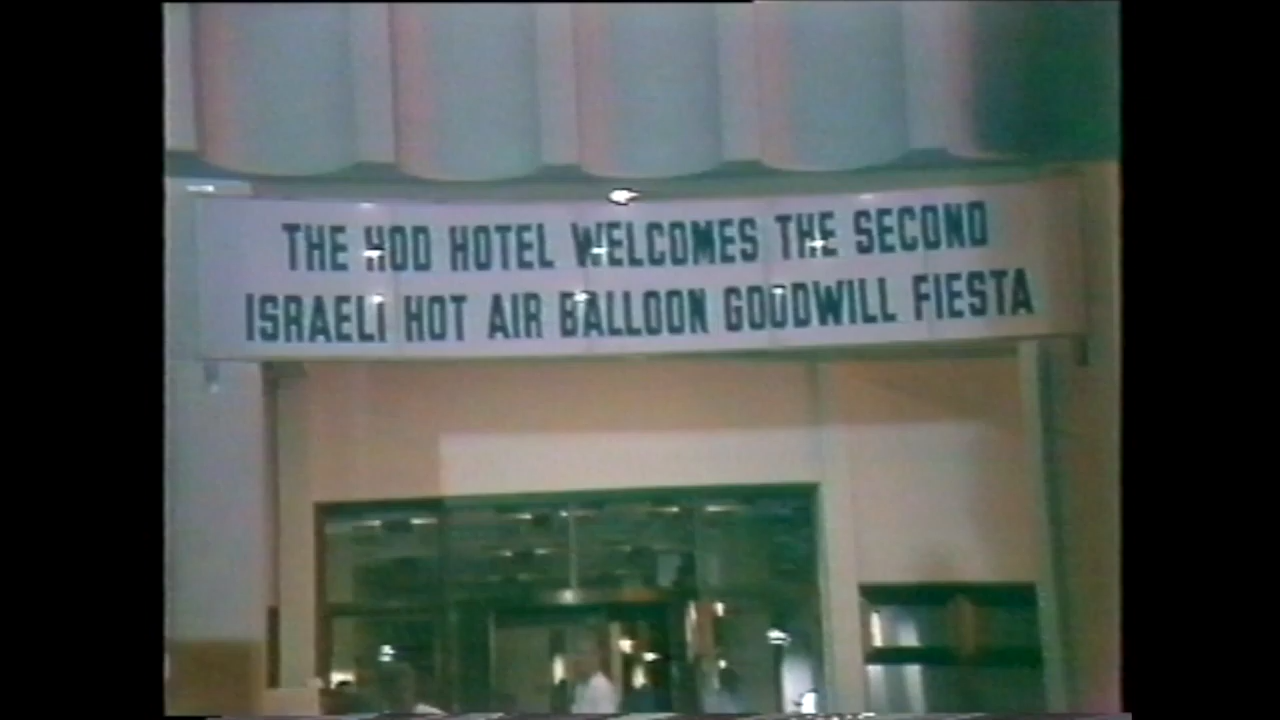 THE HOD HOTEL WELCOMES THE SECOND
ISRAELI HOT AIR BALLOON GOODWILL FIESTA